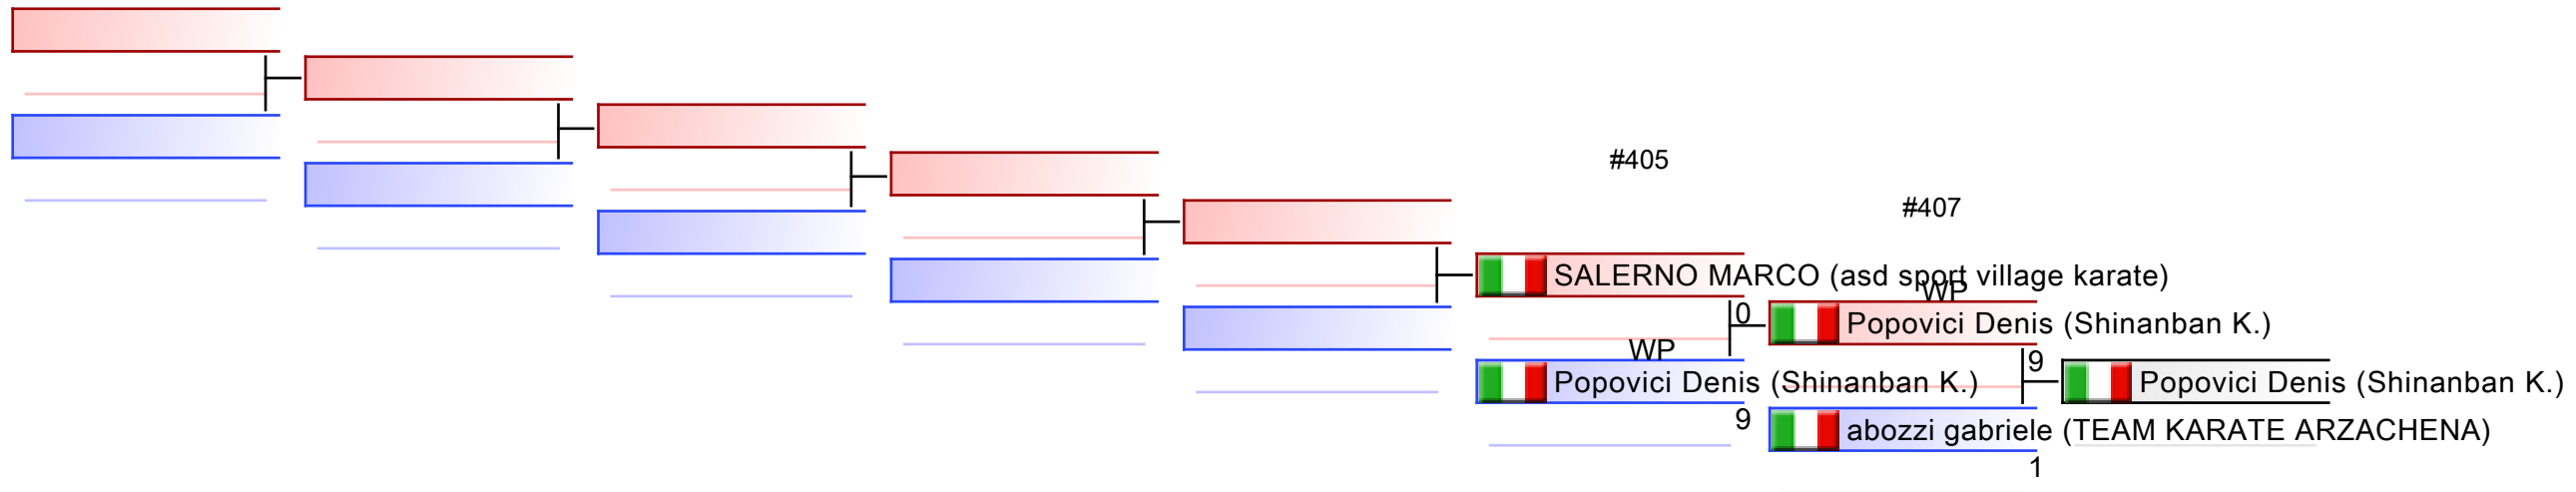 #405
#407
SALERNO MARCO (asd sport village karate)
WP
0
Popovici Denis (Shinanban K.)
WP
9
Popovici Denis (Shinanban K.)
Popovici Denis (Shinanban K.)
9
abozzi gabriele (TEAM KARATE ARZACHENA)
1